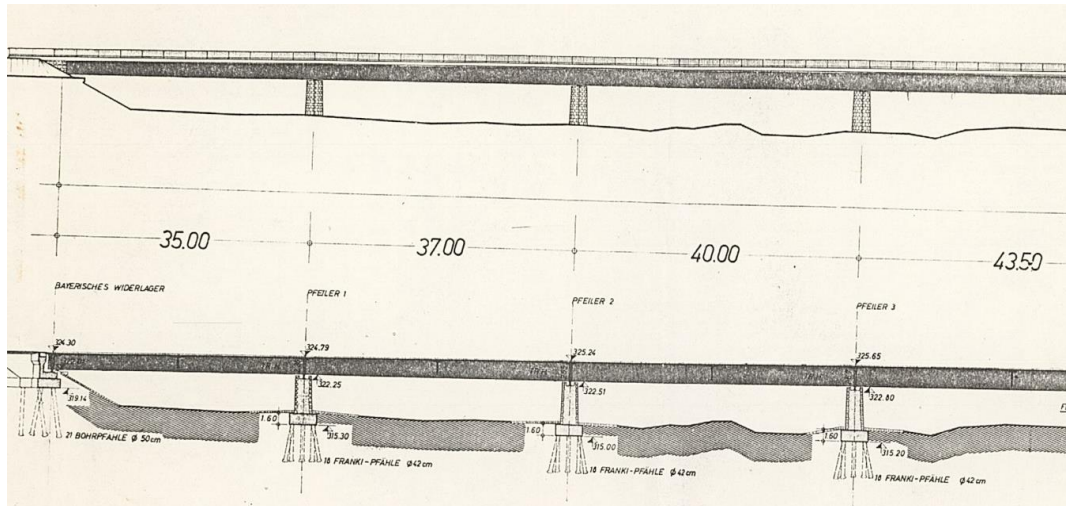 35.00
37.00
40.00
43.50
BAYERISCHES WIDERLAGER
PFEILER 1
PFEILER 2
PFEILER 3
324.30
324.79
325.24
325.65
319.14
322.25
322.51
322.80
1.60
315.30
1.60
315.00
1.60
315.20
21 BOHRPFÄHLE Ø 50cm
18 FRANKI-PFÄHLE Ø42cm
18 FRANKI-PFÄHLE Ø42cm
18 FRANKI-PFÄHLE Ø42cm